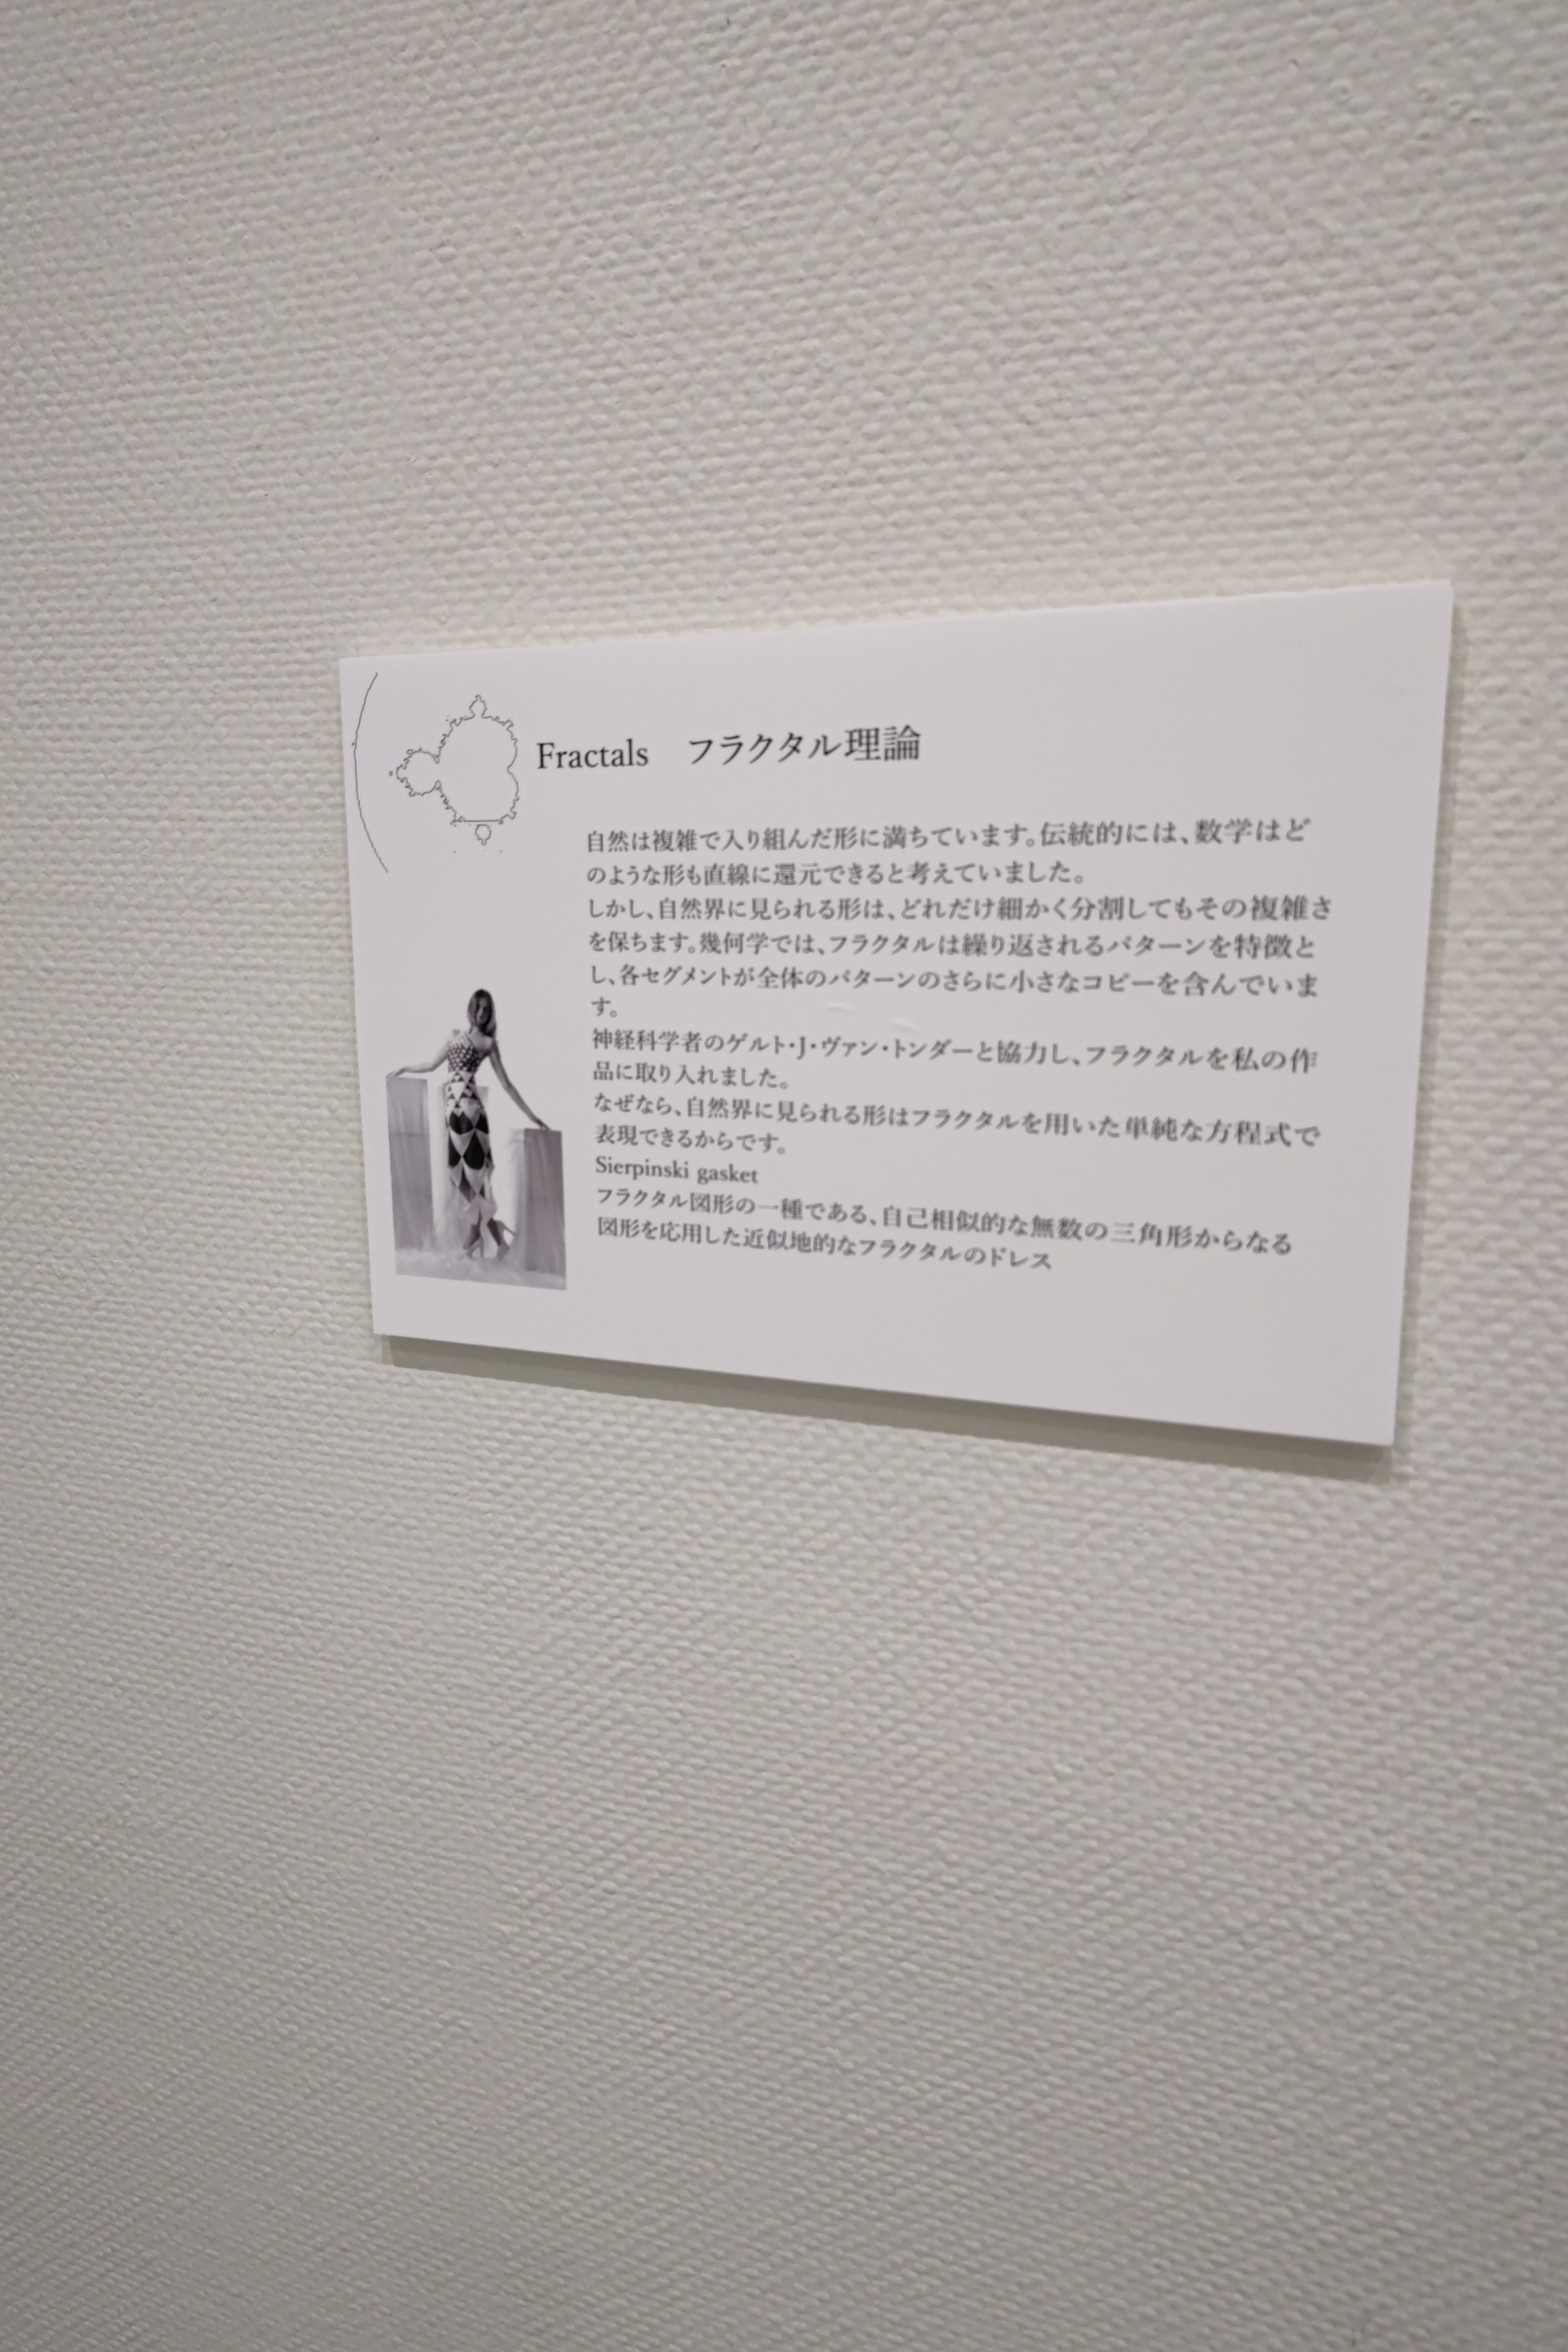 Fractals フラクタル理論
自然は複雑で入り組んだ形に満ちています。伝統的には、数学はど
のような形も直線に還元できると考えていました。
しかし、自然界に見られる形は、どれだけ細かく分割してもその複雑さ
を保ちます。幾何学では、フラクタルは繰り返されるパターンを特徴と
し、各セグメントが全体のパターンのさらに小さなコピーを含んでいま
す。
神経科学者のゲルト・J・ヴァン・トンダーと協力し、フラクタルを私の作
品に取り入れました。
なぜなら、自然界に見られる形はフラクタルを用いた単純な方程式で
表現できるからです。
Sierpinski gasket
フラクタル図形の一種である、自己相似的な無数の三角形からなる
図形を応用した近似地的なフラクタルのドレス